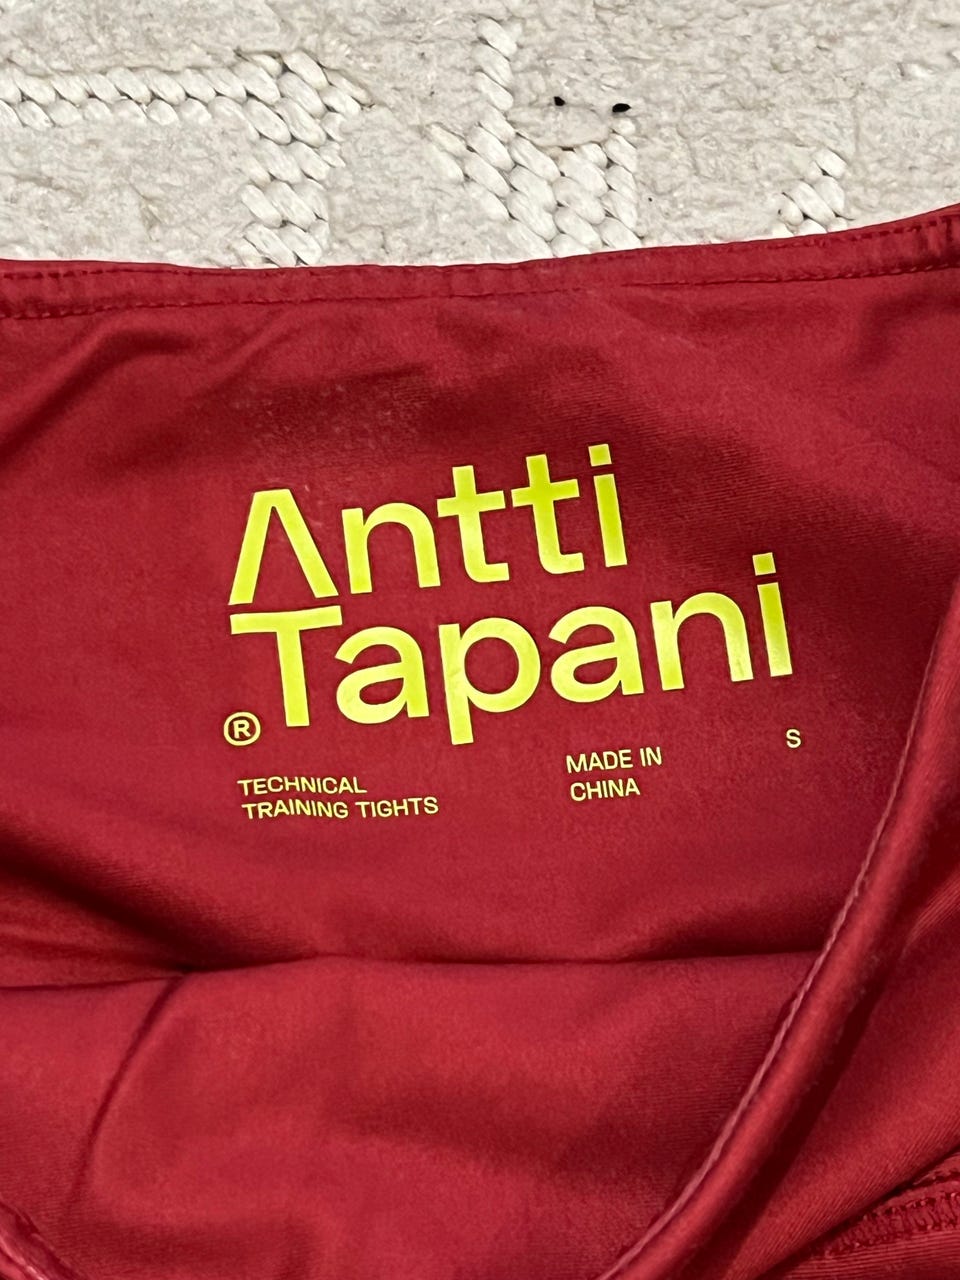 Antti
Tapani
®
TECHNICAL
TRAINING TIGHTS
MADE IN
CHINA
S